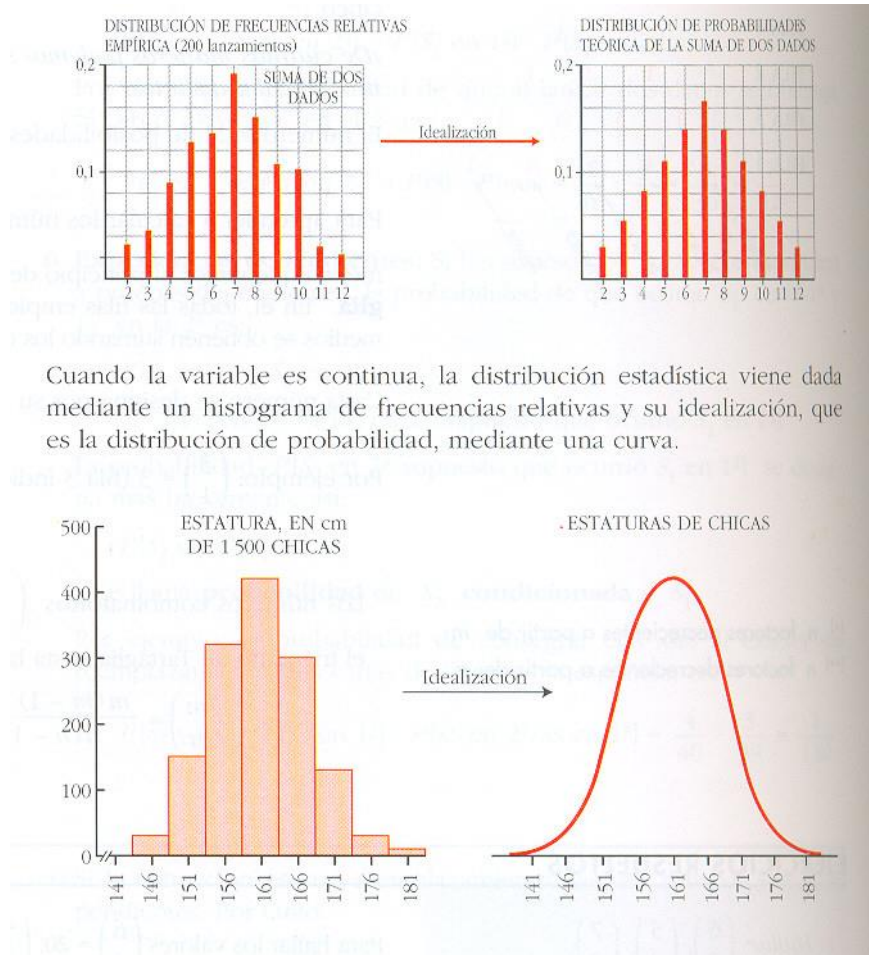 DISTRIBUCIÓN DE FRECUENCIAS RELATIVAS
EMPÍRICA (200 lanzamientos)
0,2
SUMA DE DOS
DADOS
0,1
2 3 4 5 6 7 8 9 10 11 12
Idealización
DISTRIBUCIÓN DE PROBABILIDADES
TEÓRICA DE LA SUMA DE DOS DADOS
0,2
0,1
2 3 4 5 6 7 8 9 10 11 12
Cuando la variable es continua, la distribución estadística viene dada
mediante un histograma de frecuencias relativas y su idealización, que
es la distribución de probabilidad, mediante una curva.
ESTATURA, EN cm
DE 1 500 CHICAS
500
400
300
200
100
0
141 146 151 156 161 166 171 176 181
Idealización
ESTATURAS DE CHICAS
141 146 151 156 161 166 171 176 181